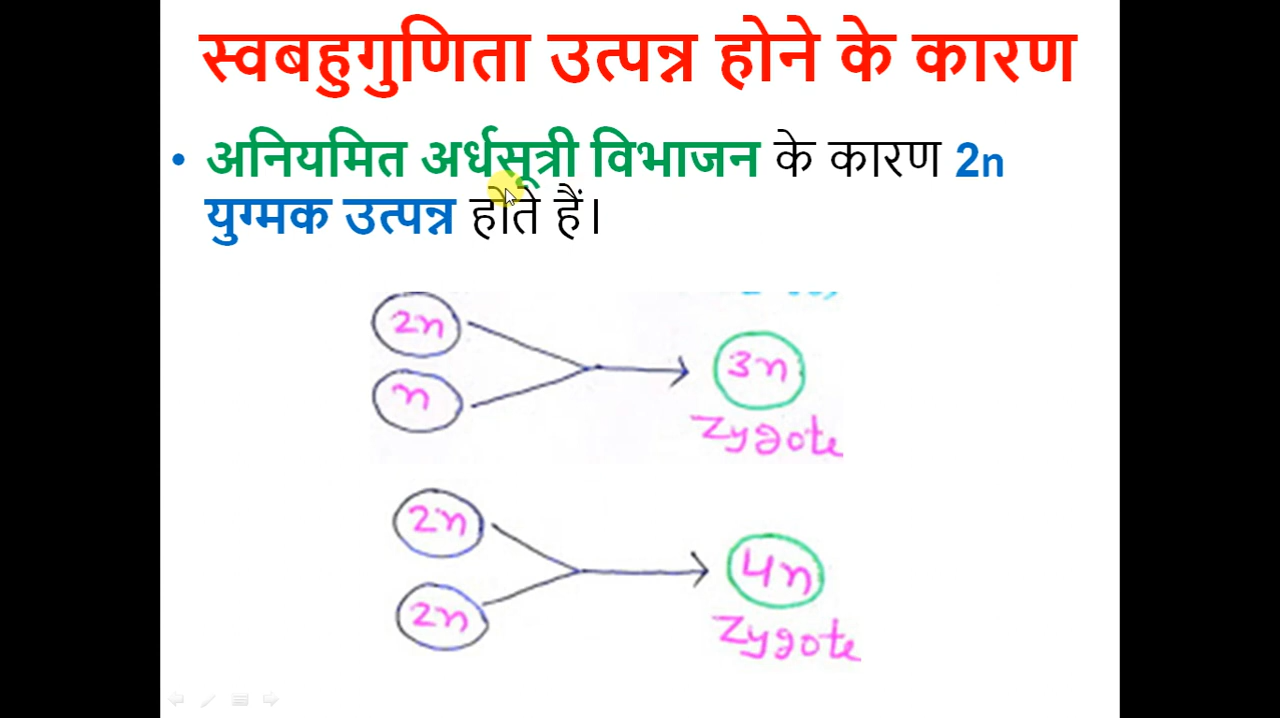 स्वबहुगुणिता उत्पन्न होने के कारण
• अनियमित अर्धसूत्री विभाजन के कारण 2n
युग्मक उत्पन्न होते हैं।
2n
n
3n
Zygote
2n
2n
4n
Zygote